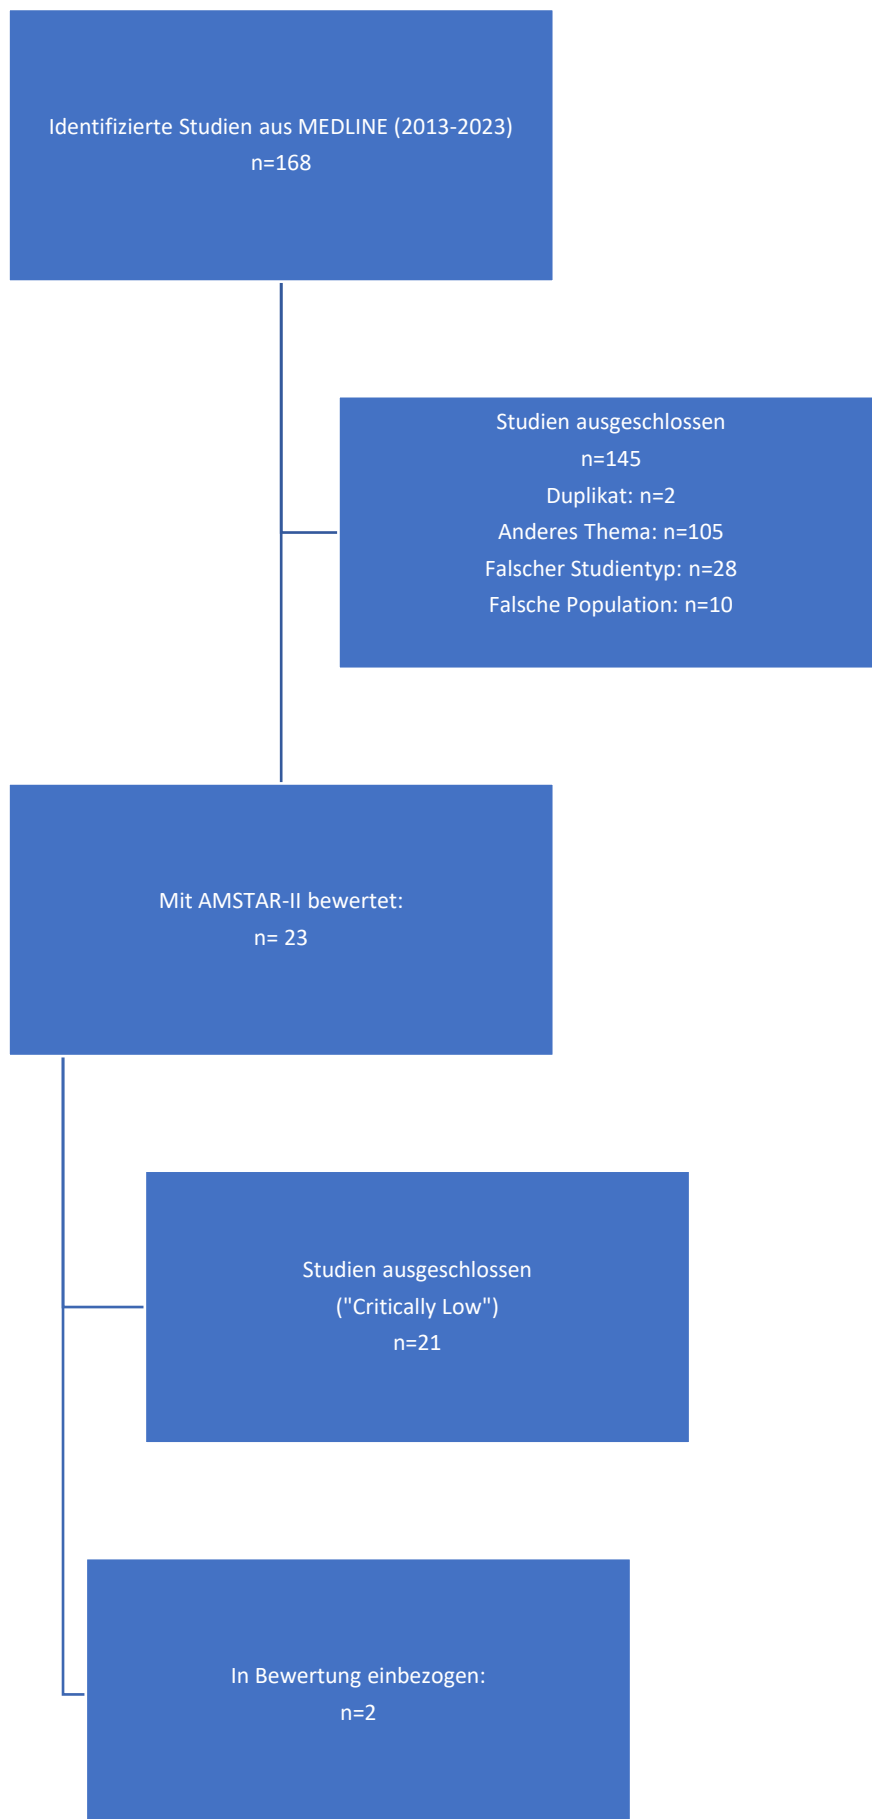 Identifizierte Studien aus MEDLINE (2013-2023)
n=168
Studien ausgeschlossen
n=145
Duplikat: n=2
Anderes Thema: n=105
Falscher Studientyp: n=28
Falsche Population: n=10
Mit AMSTAR-II bewertet:
n= 23
Studien ausgeschlossen
("Critically Low")
n=21
In Bewertung einbezogen:
n=2